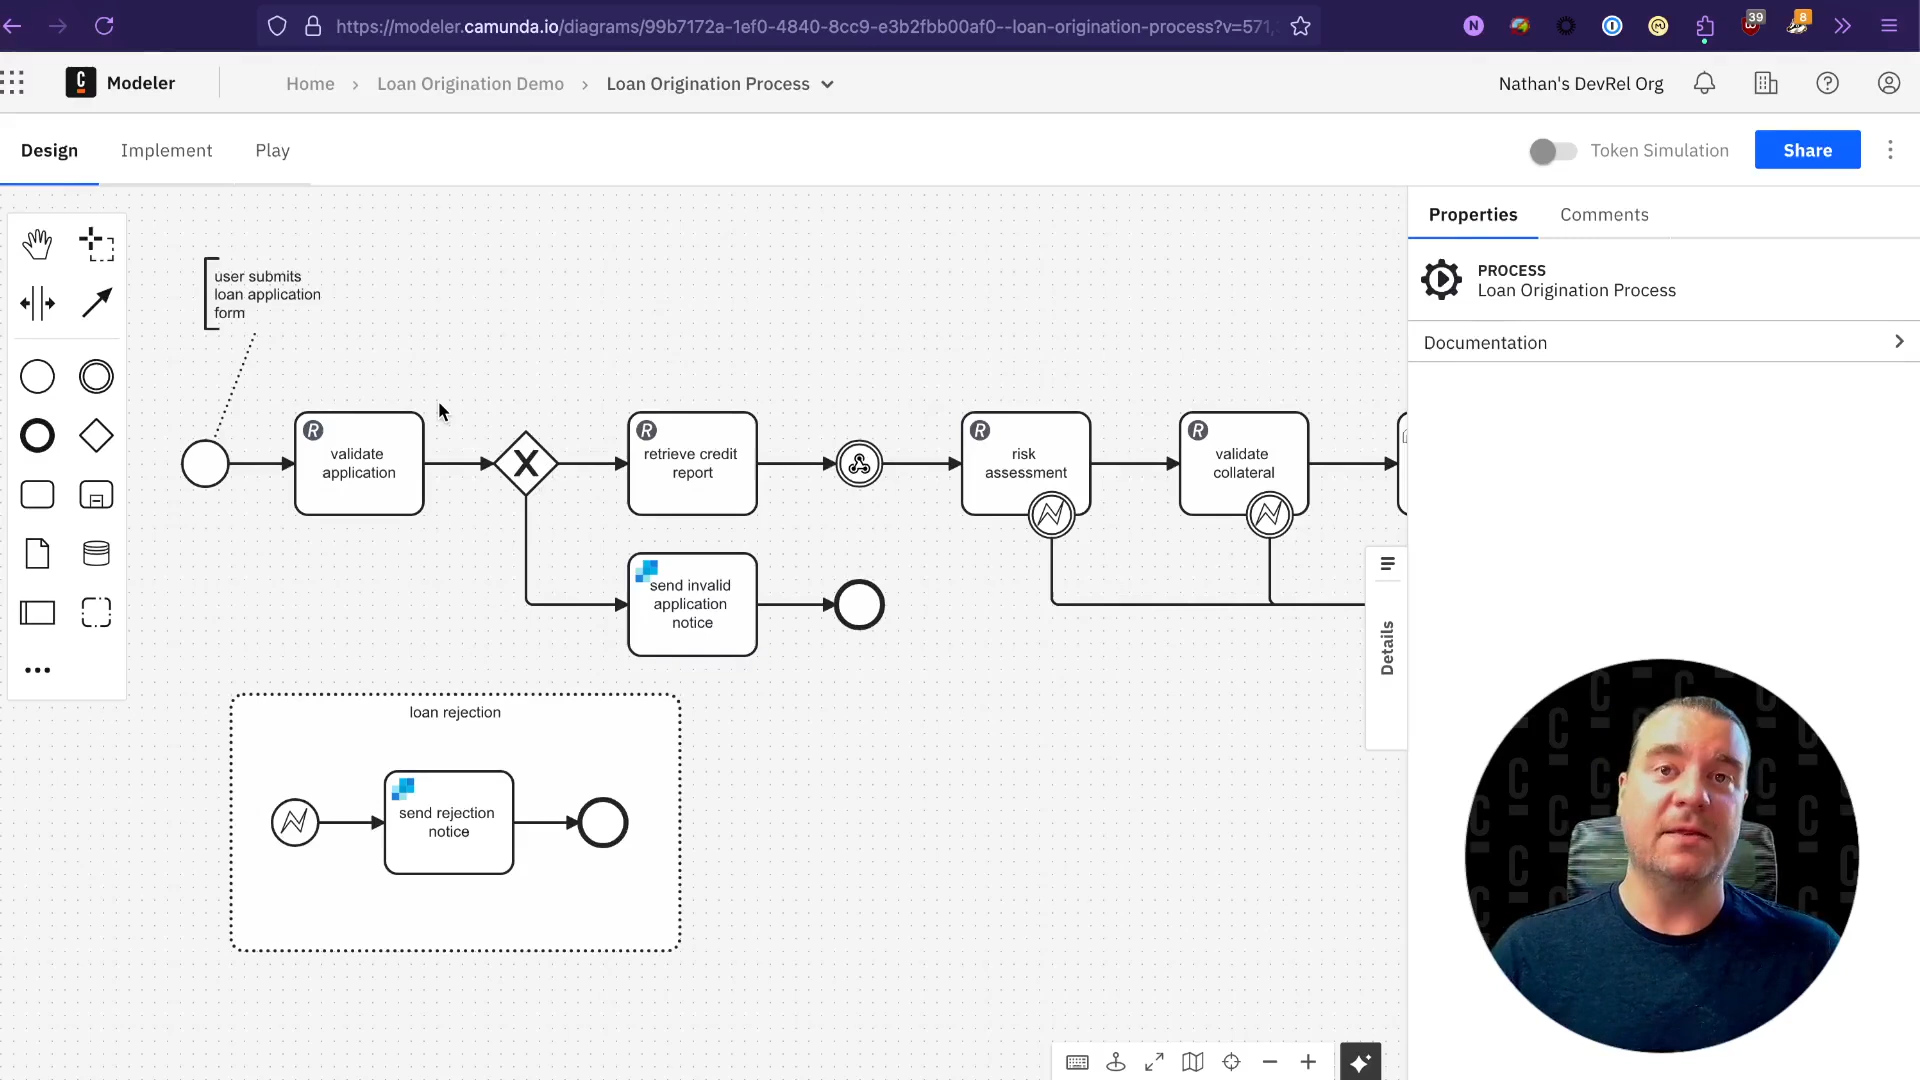 https://modeler.camunda.io/diagrams/99b7172a-1ef0-4840-8cc9-e3b2fbb00af0--loan-origination-process?v=571,
N
39
8
C
Modeler
Home
Loan Origination Demo
Loan Origination Process
Nathan's DevRel Org
Design
Implement
Play
Token Simulation
Share
Properties
Comments
PROCESS
Loan Origination Process
Documentation
user submits
loan application
form
R
validate
application
X
R
retrieve credit
report
R
risk
assessment
R
validate
collateral
send invalid
application
notice
Details
loan rejection
send rejection
notice